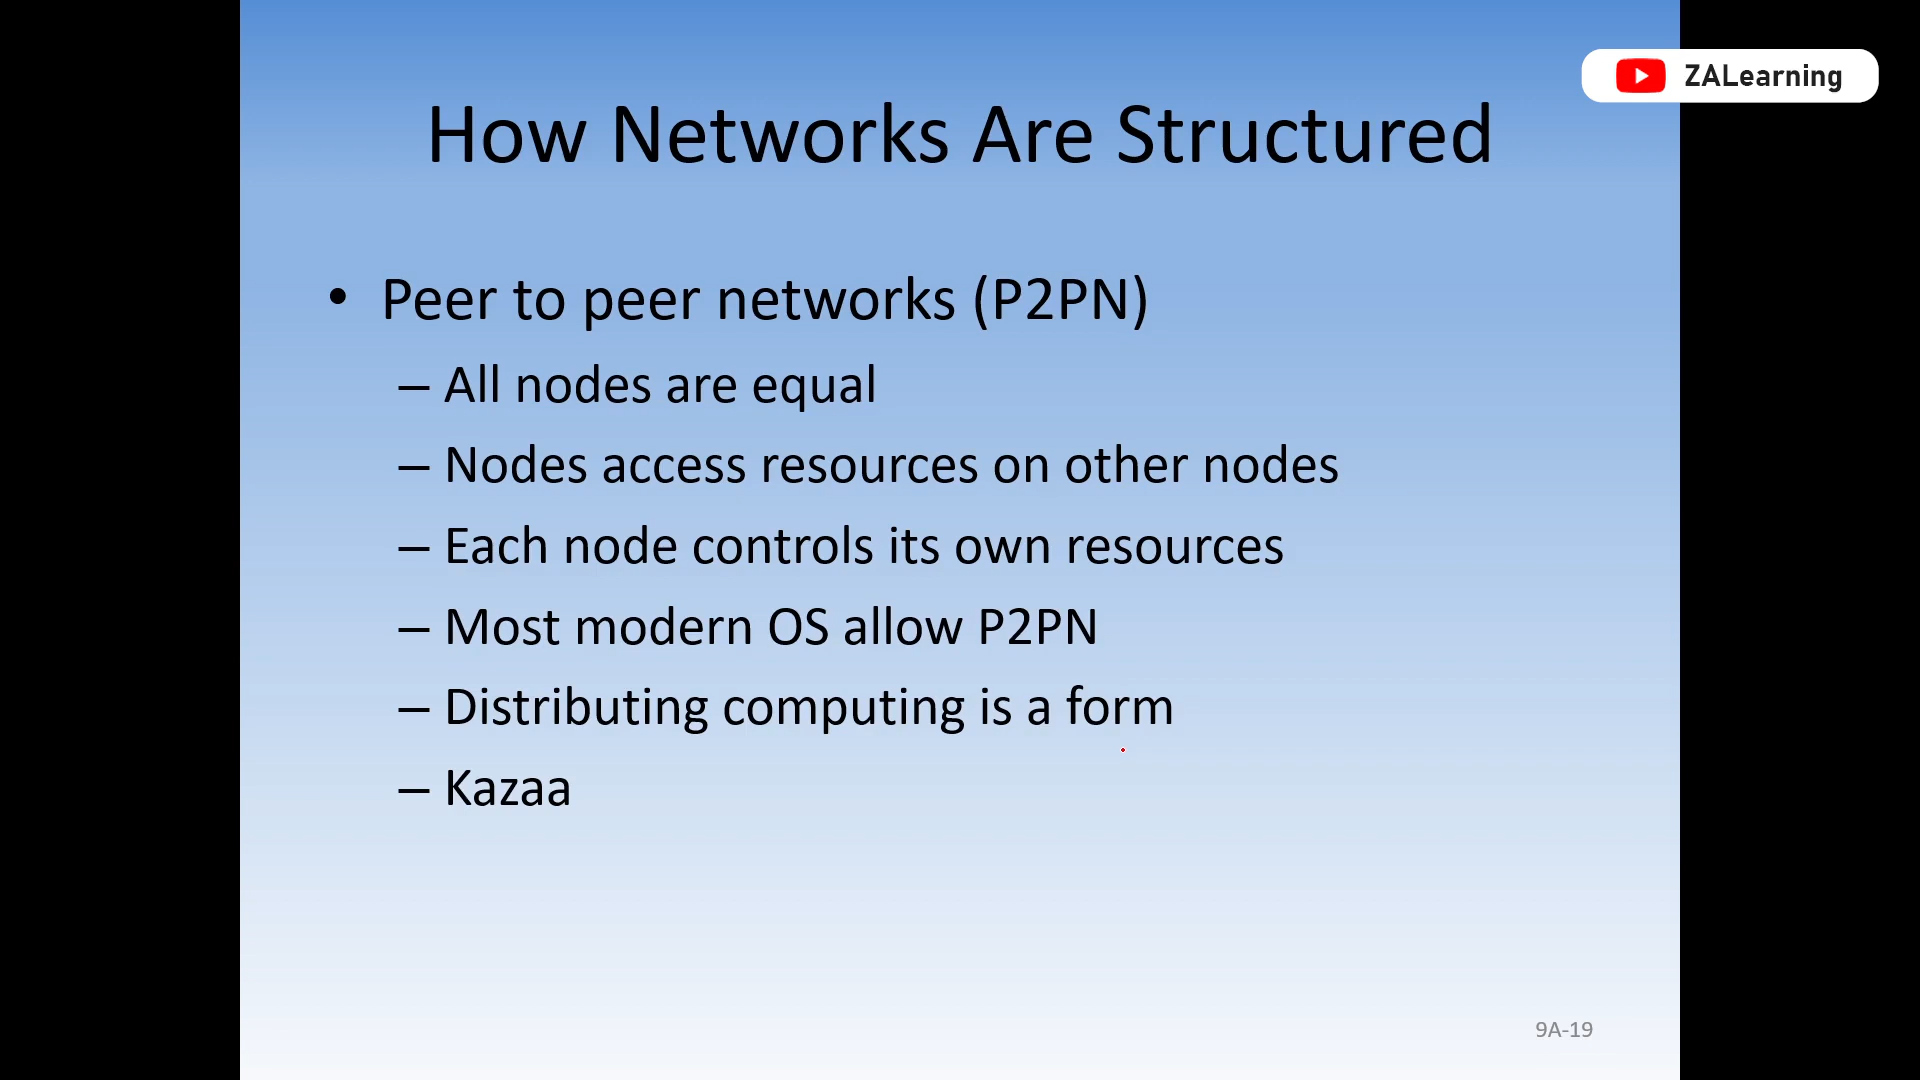 ZALearning
How Networks Are Structured
• Peer to peer networks (P2PN)
– All nodes are equal
– Nodes access resources on other nodes
– Each node controls its own resources
– Most modern OS allow P2PN
– Distributing computing is a form
– Kazaa
9A-19